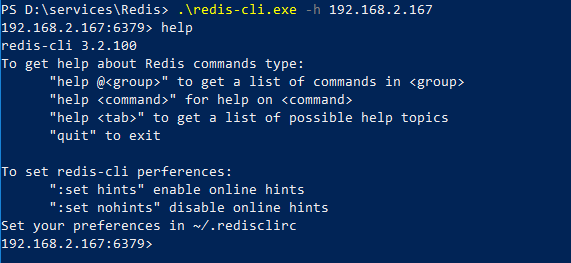 PS D:\services\Redis> .\redis-cli.exe -h 192.168.2.167
192.168.2.167:6379> help
redis-cli 3.2.100
To get help about Redis commands type:
      "help @<group>" to get a list of commands in <group>
      "help <command>" for help on <command>
      "help <tab>" to get a list of possible help topics
      "quit" to exit

To set redis-cli perferences:
      ":set hints" enable online hints
      ":set nohints" disable online hints
Set your preferences in ~/.redisclirc
192.168.2.167:6379>